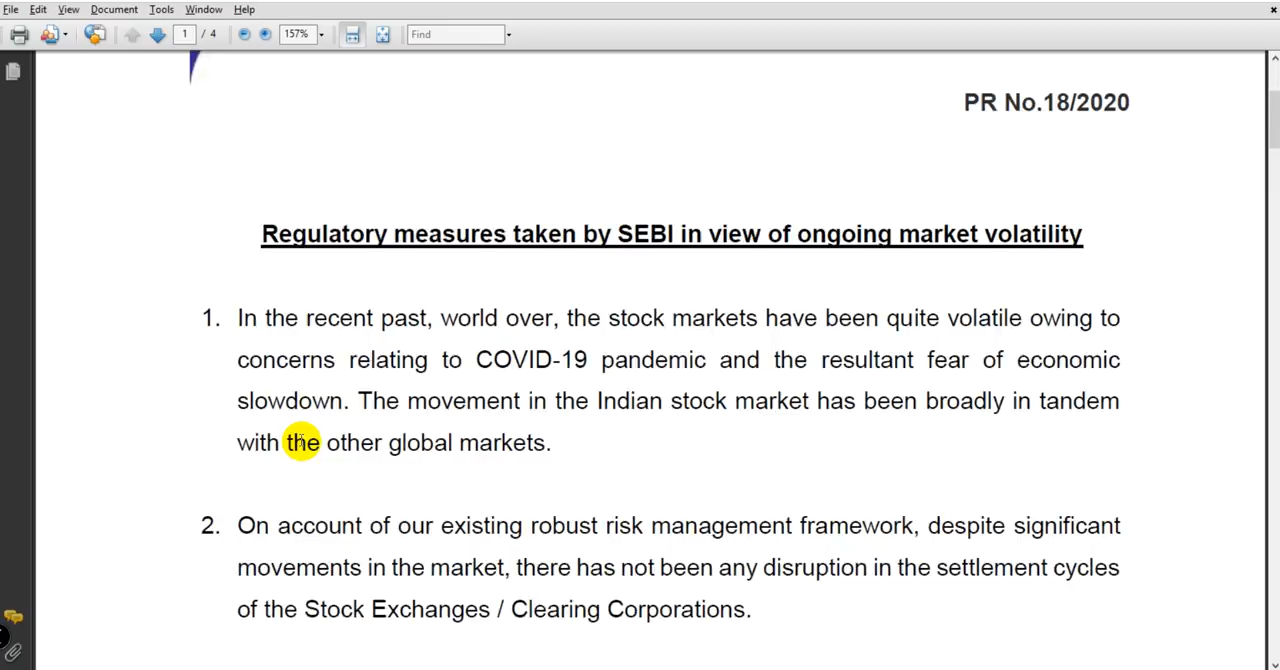 File Edit View Document Tools Window Help
1 / 4 157% Find
PR No.18/2020
Regulatory measures taken by SEBI in view of ongoing market volatility
1. In the recent past, world over, the stock markets have been quite volatile owing to
concerns relating to COVID-19 pandemic and the resultant fear of economic
slowdown. The movement in the Indian stock market has been broadly in tandem
with the other global markets.
2. On account of our existing robust risk management framework, despite significant
movements in the market, there has not been any disruption in the settlement cycles
of the Stock Exchanges / Clearing Corporations.